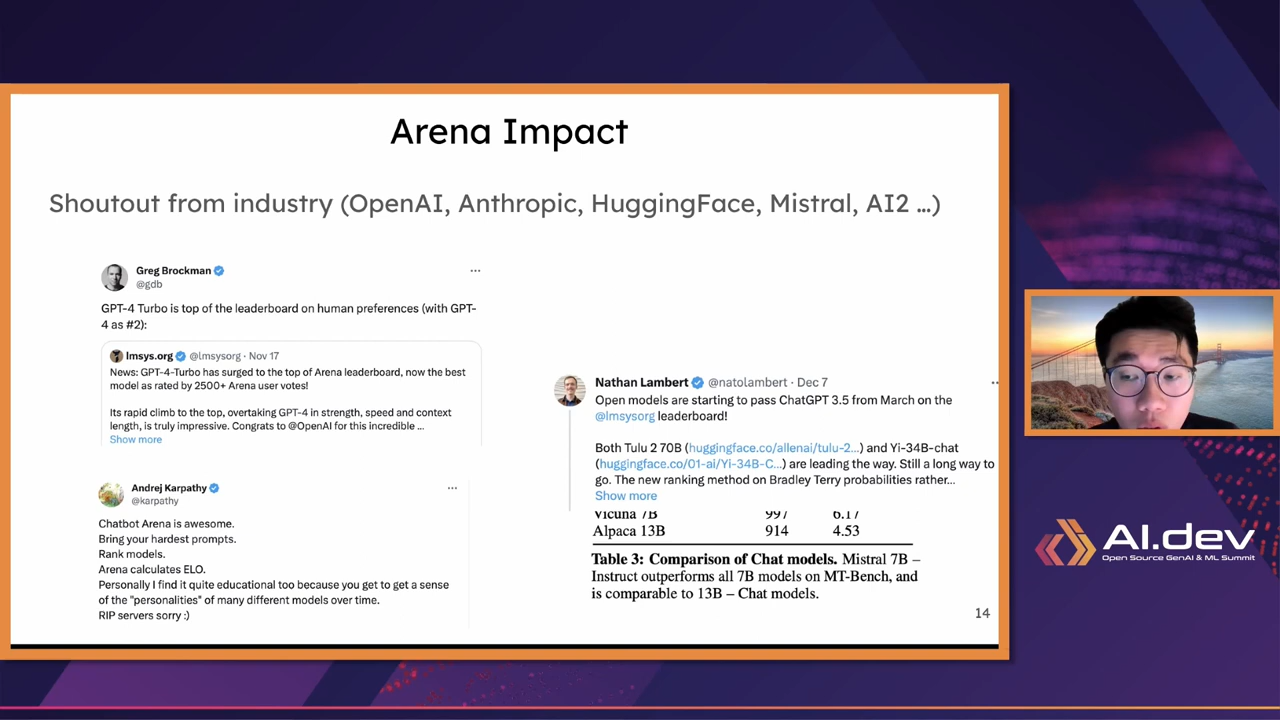 Arena Impact
Shoutout from industry (OpenAI, Anthropic, HuggingFace, Mistral, AI2 ...)
Greg Brockman
@gdb
...
GPT-4 Turbo is top of the leaderboard on human preferences (with GPT-
4 as #2):
lmsys.org @lmsysorg · Nov 17
News: GPT-4-Turbo has surged to the top of Arena leaderboard, now the best
model as rated by 2500+ Arena user votes!
Its rapid climb to the top, overtaking GPT-4 in strength, speed and context
length, is truly impressive. Congrats to @OpenAI for this incredible ...
Show more
Andrej Karpathy
@karpathy
...
Chatbot Arena is awesome.
Bring your hardest prompts.
Rank models.
Arena calculates ELO.
Personally I find it quite educational too because you get to get a sense
of the "personalities" of many different models over time.
RIP servers sorry :)
Nathan Lambert @natolambert · Dec 7
Open models are starting to pass ChatGPT 3.5 from March on the
@lmsysorg leaderboard!
Both Tulu 2 70B (huggingface.co/allenai/tulu-2...) and Yi-34B-chat
(huggingface.co/01-ai/Yi-34B-C...) are leading the way. Still a long way to
go. The new ranking method on Bradley Terry probabilities rather...
Show more
Vicuna 7B 997 6.17
Alpaca 13B 914 4.53
Table 3: Comparison of Chat models. Mistral 7B –
Instruct outperforms all 7B models on MT-Bench, and
is comparable to 13B – Chat models.
14
AI.dev
Open Source GenAI & ML Summit